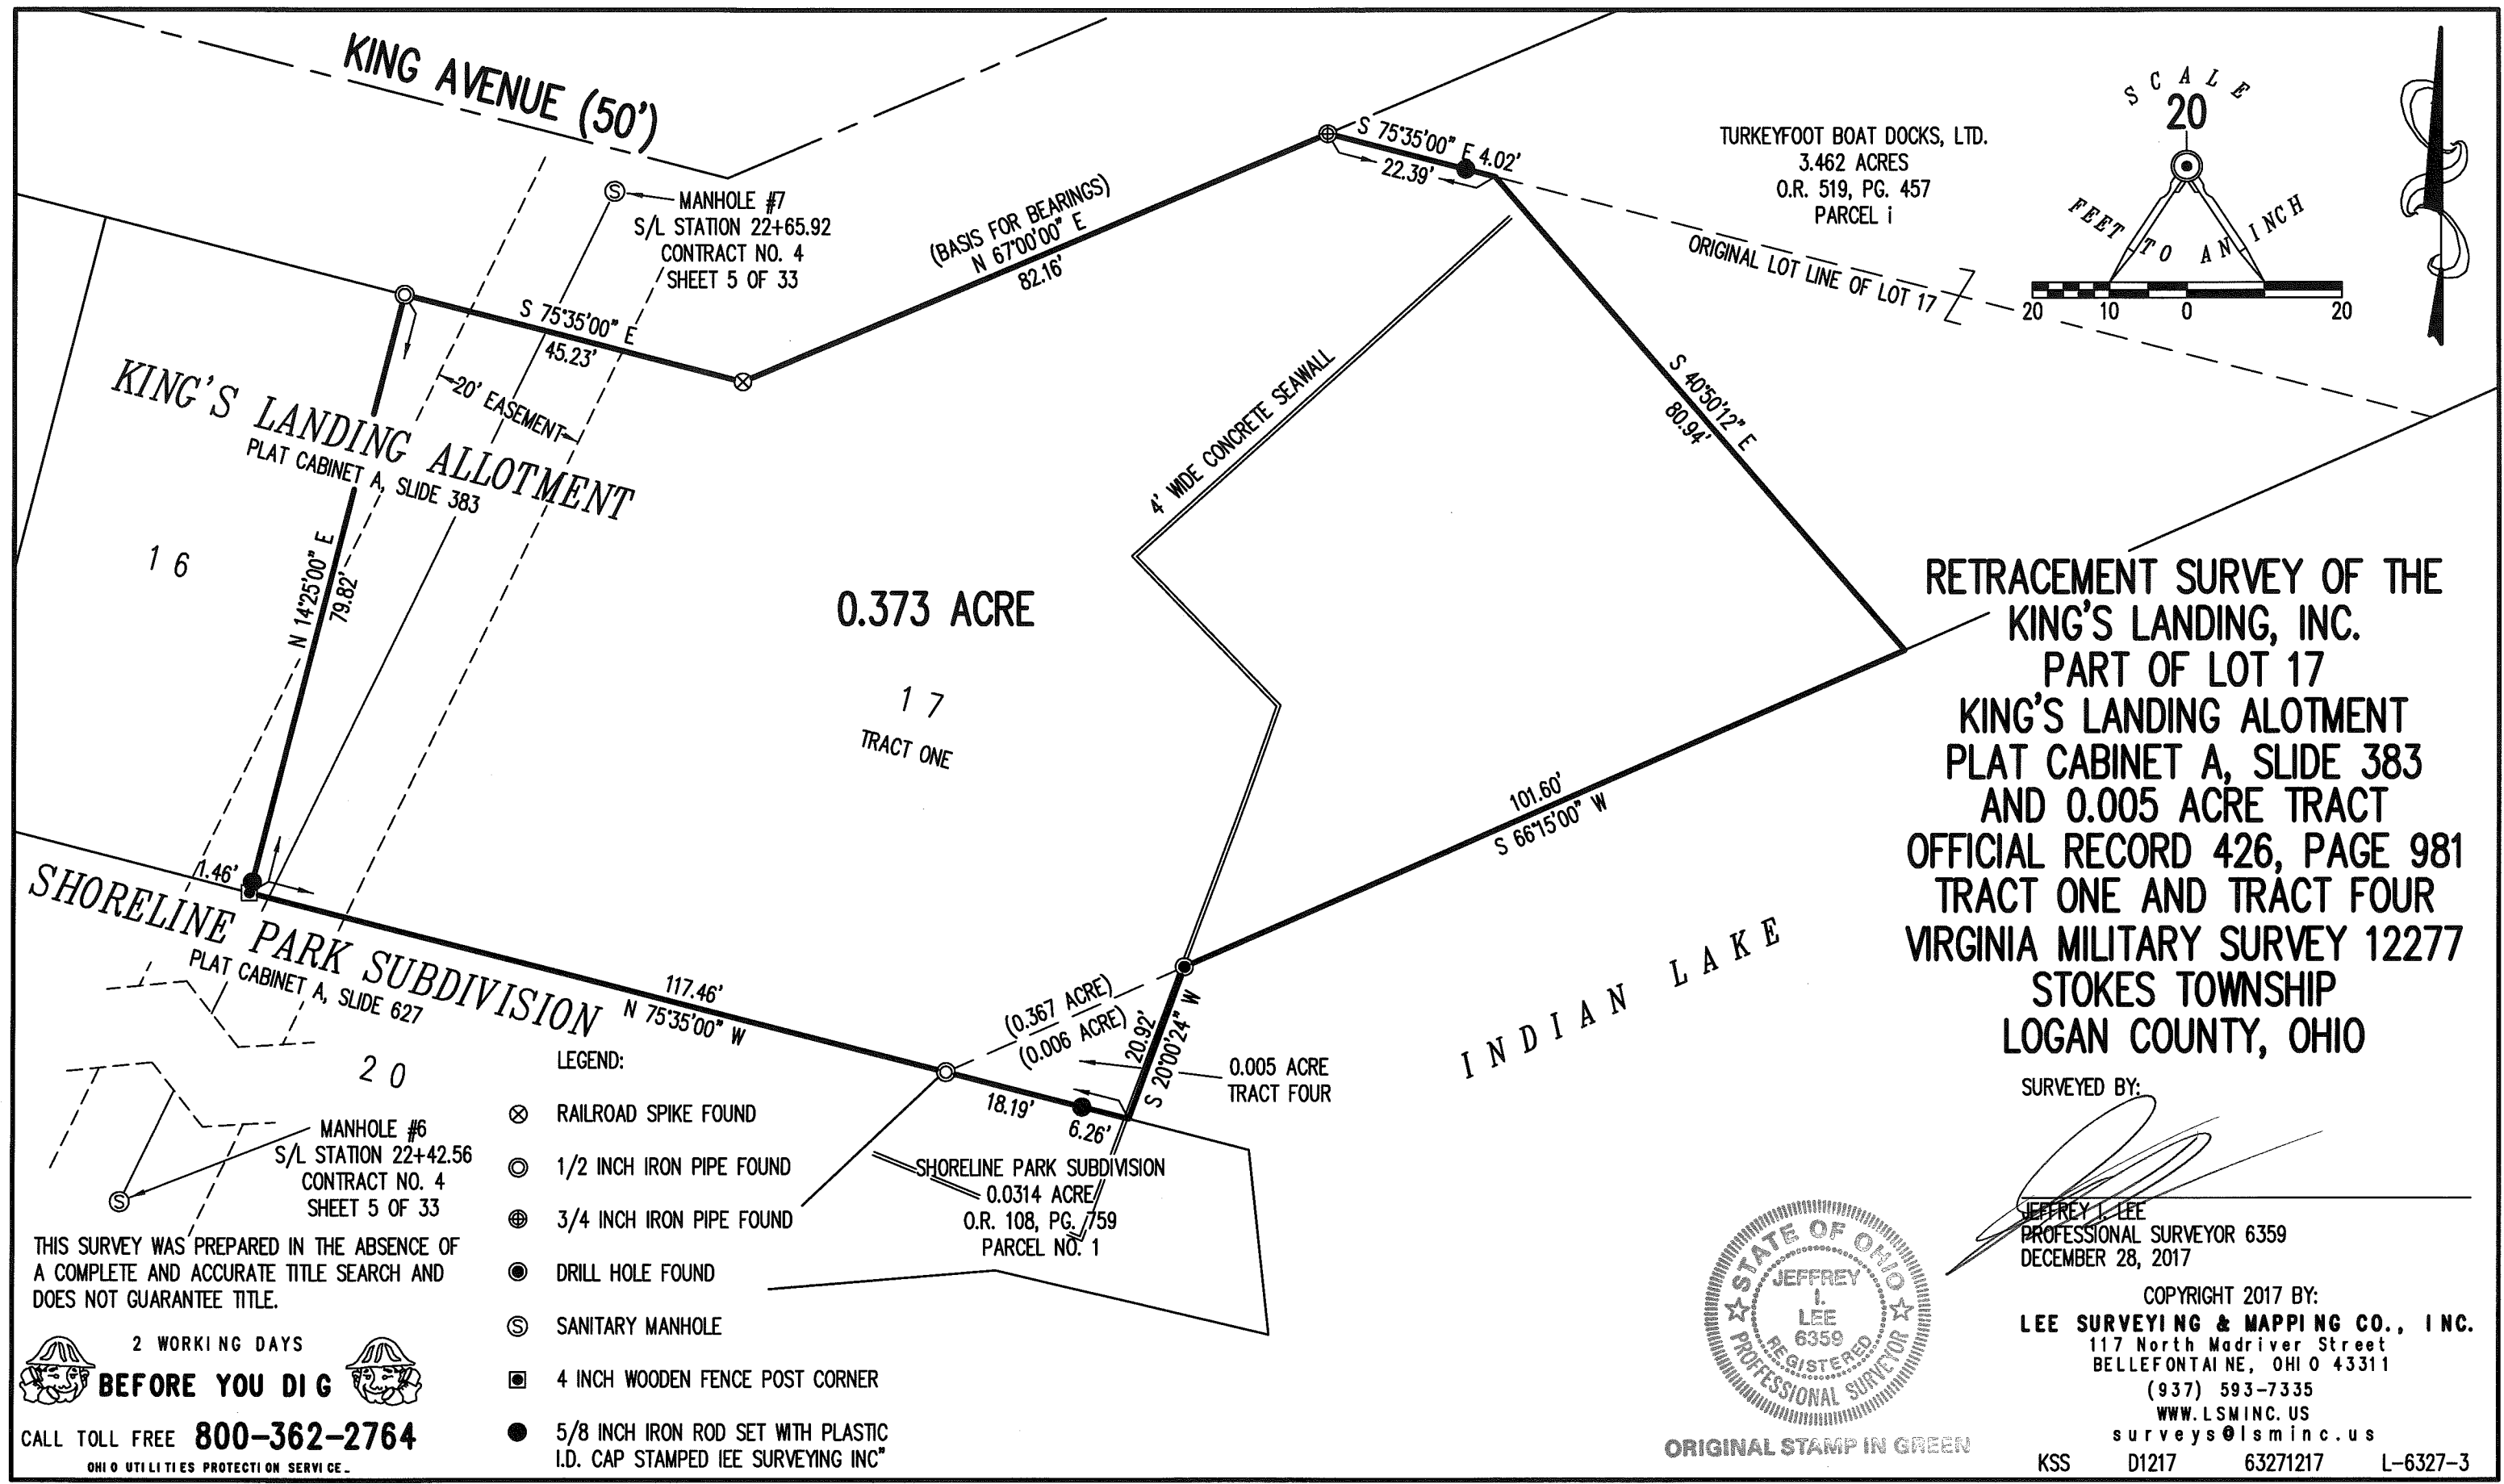 KING AVENUE (50')
MANHOLE #7
S/L STATION 22+65.92
CONTRACT NO. 4
SHEET 5 OF 33
(BASIS FOR BEARINGS)
N 67°00'00" E
82.16'
S 75°35'00" E 4.02'
22.39'
TURKEYFOOT BOAT DOCKS, LTD.
3.462 ACRES
O.R. 519, PG. 457
PARCEL i
ORIGINAL LOT LINE OF LOT 17
SCALE
20
FEET TO AN INCH
20 10 0 20
S 75°35'00" E
45.23'
20' EASEMENT
KING'S LANDING ALLOTMENT
PLAT CABINET A, SLIDE 383
16
N 14°25'00" E
79.82'
4' WIDE CONCRETE SEAWALL
S 40°50'12" E
80.94'
0.373 ACRE
17
TRACT ONE
101.60'
S 66°15'00" W
1.46'
SHORELINE PARK SUBDIVISION
PLAT CABINET A, SLIDE 627
117.46'
N 75°35'00" W
20
(0.367 ACRE)
(0.006 ACRE)
20.92'
S 20°00'24" W
0.005 ACRE
TRACT FOUR
18.19'
6.26'
INDIAN LAKE
SHORELINE PARK SUBDIVISION
0.0314 ACRE
O.R. 108, PG. 759
PARCEL NO. 1
MANHOLE #6
S/L STATION 22+42.56
CONTRACT NO. 4
SHEET 5 OF 33
THIS SURVEY WAS PREPARED IN THE ABSENCE OF
A COMPLETE AND ACCURATE TITLE SEARCH AND
DOES NOT GUARANTEE TITLE.
2 WORKING DAYS
BEFORE YOU DIG
CALL TOLL FREE 800-362-2764
OHIO UTILITIES PROTECTION SERVICE.
LEGEND:
RAILROAD SPIKE FOUND
1/2 INCH IRON PIPE FOUND
3/4 INCH IRON PIPE FOUND
DRILL HOLE FOUND
S SANITARY MANHOLE
4 INCH WOODEN FENCE POST CORNER
5/8 INCH IRON ROD SET WITH PLASTIC
I.D. CAP STAMPED lEE SURVEYING INC"
RETRACEMENT SURVEY OF THE
KING'S LANDING, INC.
PART OF LOT 17
KING'S LANDING ALOTMENT
PLAT CABINET A, SLIDE 383
AND 0.005 ACRE TRACT
OFFICIAL RECORD 426, PAGE 981
TRACT ONE AND TRACT FOUR
VIRGINIA MILITARY SURVEY 12277
STOKES TOWNSHIP
LOGAN COUNTY, OHIO
SURVEYED BY:
JEFFREY I. LEE
PROFESSIONAL SURVEYOR 6359
DECEMBER 28, 2017
COPYRIGHT 2017 BY:
LEE SURVEYING & MAPPING CO., INC.
117 North Madriver Street
BELLEFONTAINE, OHIO 43311
(937) 593-7335
WWW.LSMINC.US
surveys@lsminc.us
KSS D1217 63271217 L-6327-3
STATE OF OHIO
JEFFREY
I.
LEE
6359
REGISTERED
PROFESSIONAL SURVEYOR
ORIGINAL STAMP IN GREEN